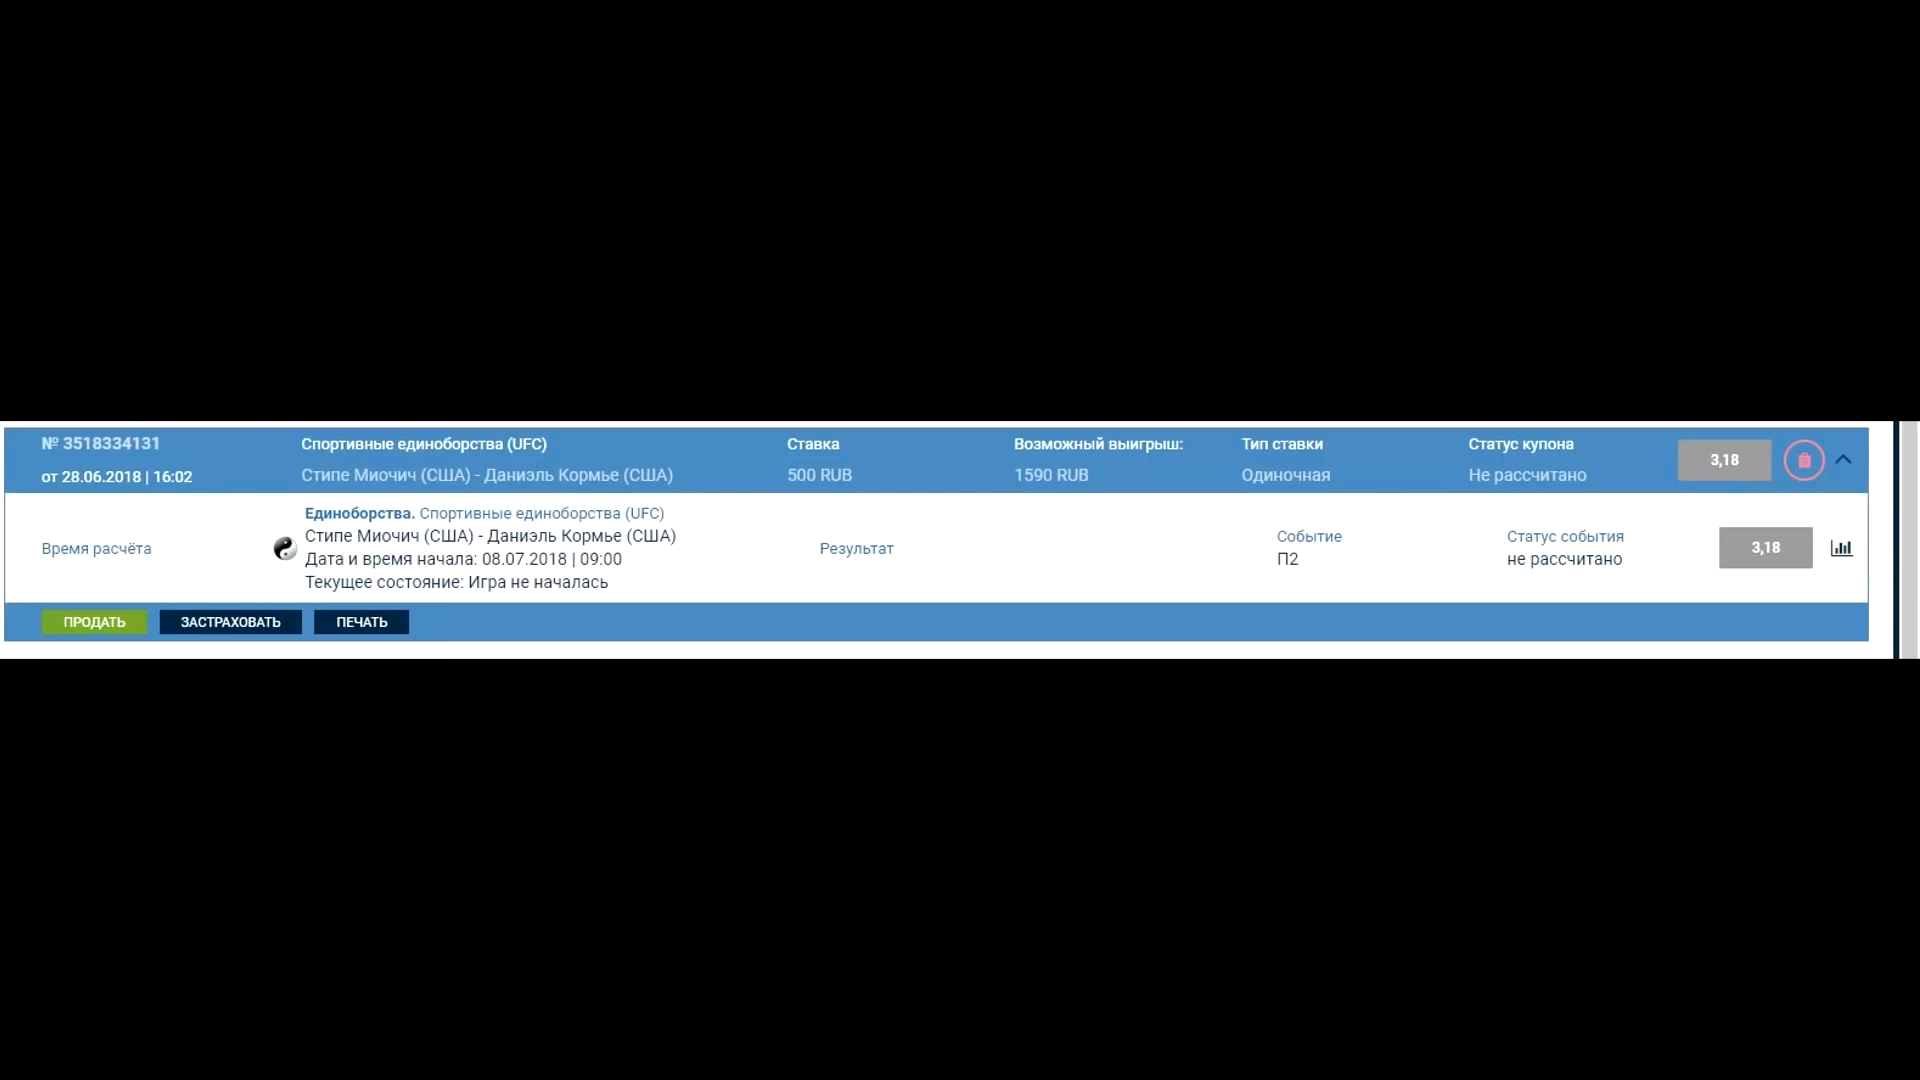 № 3518334131
от 28.06.2018 | 16:02
Спортивные единоборства (UFC)
Стипе Миочич (США) - Даниэль Кормье (США)
Ставка
500 RUB
Возможный выигрыш:
1590 RUB
Тип ставки
Одиночная
Статус купона
Не рассчитано
3,18
Время расчёта
Единоборства. Спортивные единоборства (UFC)
Стипе Миочич (США) - Даниэль Кормье (США)
Дата и время начала: 08.07.2018 | 09:00
Текущее состояние: Игра не началась
Результат
Событие
П2
Статус события
не рассчитано
3,18
ПРОДАТЬ
ЗАСТРАХОВАТЬ
ПЕЧАТЬ